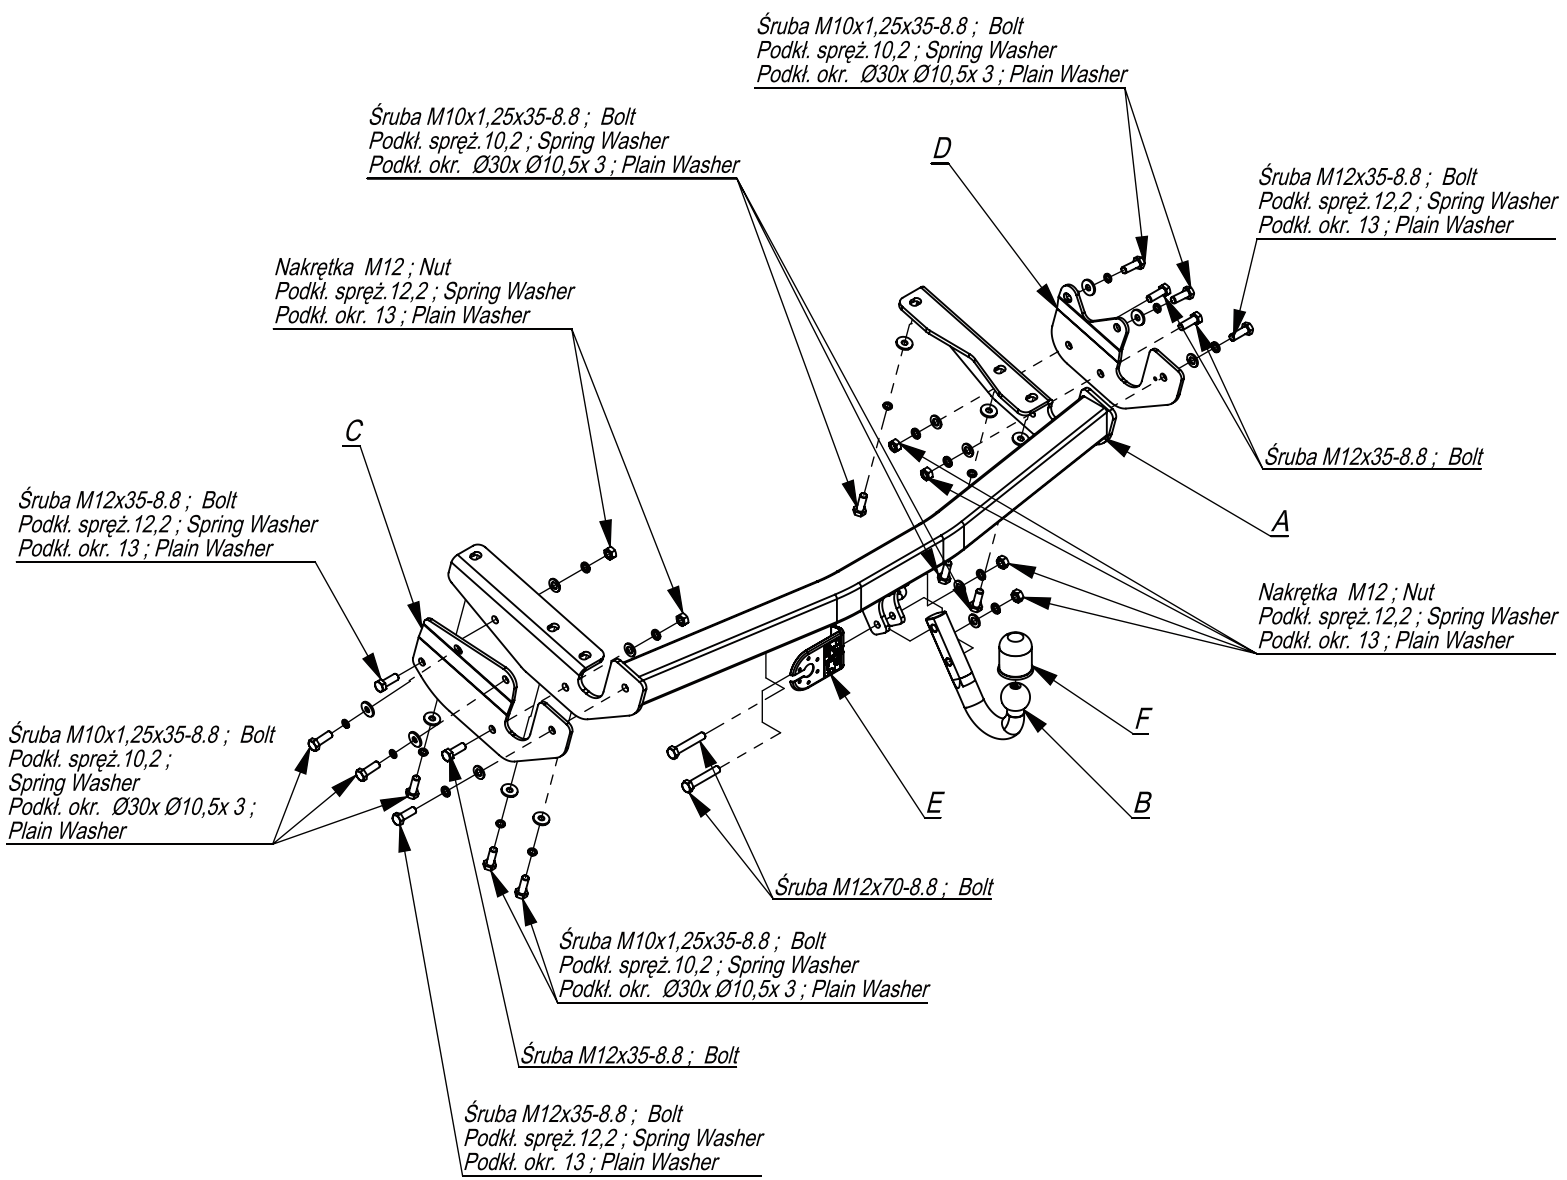 Śruba M10x1,25x35-8.8 ; Bolt
Podkł. spręż.10,2 ; Spring Washer
Podkł. okr. Ø30x Ø10,5x 3 ; Plain Washer
Śruba M10x1,25x35-8.8 ; Bolt
Podkł. spręż.10,2 ; Spring Washer
Podkł. okr. Ø30x Ø10,5x 3 ; Plain Washer
D
Śruba M12x35-8.8 ; Bolt
Podkł. spręż.12,2 ; Spring Washer
Podkł. okr. 13 ; Plain Washer
Nakrętka M12 ; Nut
Podkł. spręż.12,2 ; Spring Washer
Podkł. okr. 13 ; Plain Washer
C
Śruba M12x35-8.8 ; Bolt
Śruba M12x35-8.8 ; Bolt
Podkł. spręż.12,2 ; Spring Washer
Podkł. okr. 13 ; Plain Washer
A
Nakrętka M12 ; Nut
Podkł. spręż.12,2 ; Spring Washer
Podkł. okr. 13 ; Plain Washer
Śruba M10x1,25x35-8.8 ; Bolt
Podkł. spręż.10,2 ;
Spring Washer
Podkł. okr. Ø30x Ø10,5x 3 ;
Plain Washer
F
E
B
Śruba M12x70-8.8 ; Bolt
Śruba M10x1,25x35-8.8 ; Bolt
Podkł. spręż.10,2 ; Spring Washer
Podkł. okr. Ø30x Ø10,5x 3 ; Plain Washer
Śruba M12x35-8.8 ; Bolt
Śruba M12x35-8.8 ; Bolt
Podkł. spręż.12,2 ; Spring Washer
Podkł. okr. 13 ; Plain Washer